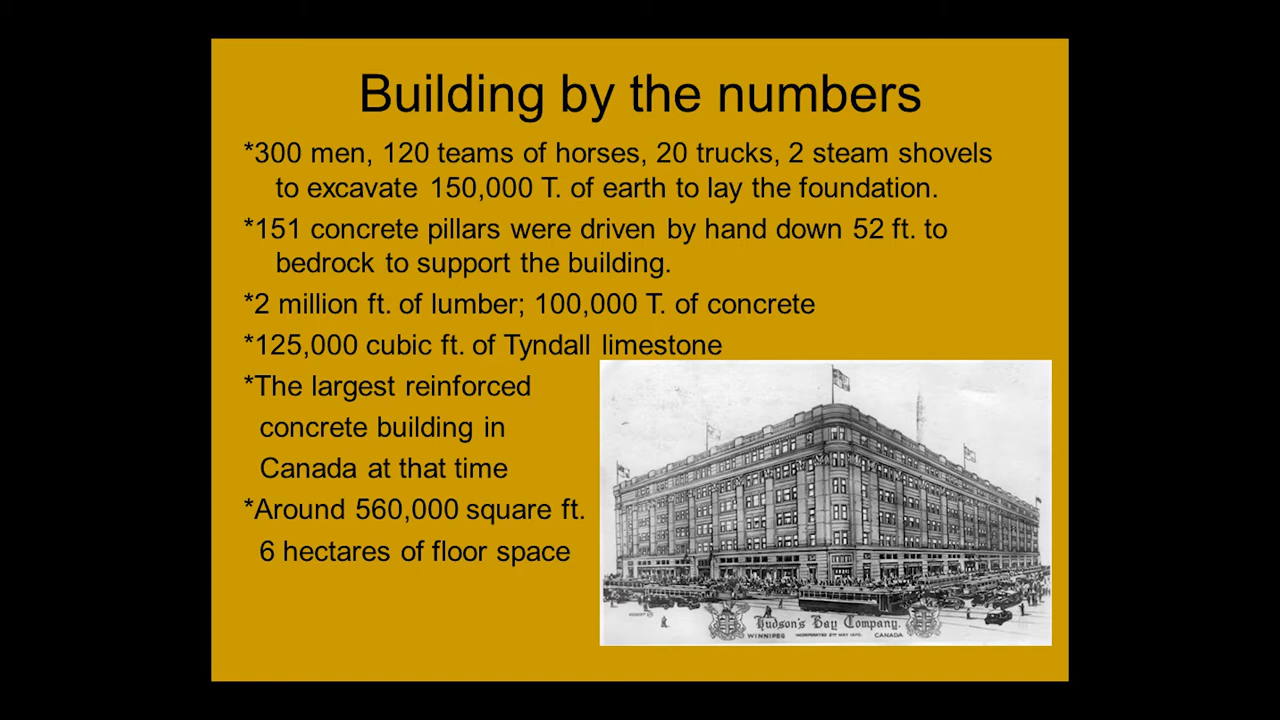 Building by the numbers
*300 men, 120 teams of horses, 20 trucks, 2 steam shovels
to excavate 150,000 T. of earth to lay the foundation.
*151 concrete pillars were driven by hand down 52 ft. to
bedrock to support the building.
*2 million ft. of lumber; 100,000 T. of concrete
*125,000 cubic ft. of Tyndall limestone
*The largest reinforced
concrete building in
Canada at that time
*Around 560,000 square ft.
6 hectares of floor space
Hudson's Bay Company.
WINNIPEG INCORPORATED 2ND MAY 1670. CANADA